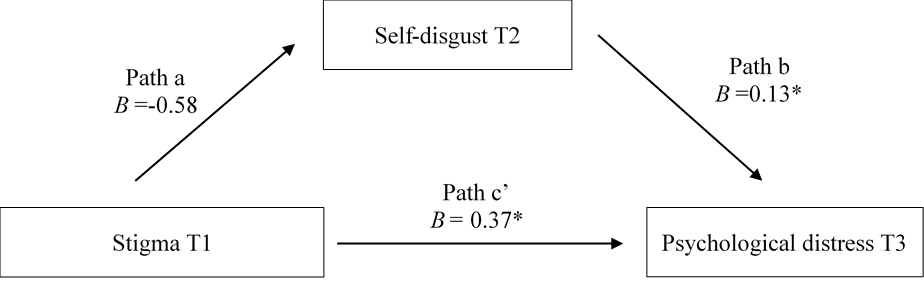 Self-disgust T2
Path a
B =-0.58
Path b
B =0.13*
Path c’
B = 0.37*
Stigma T1
Psychological distress T3